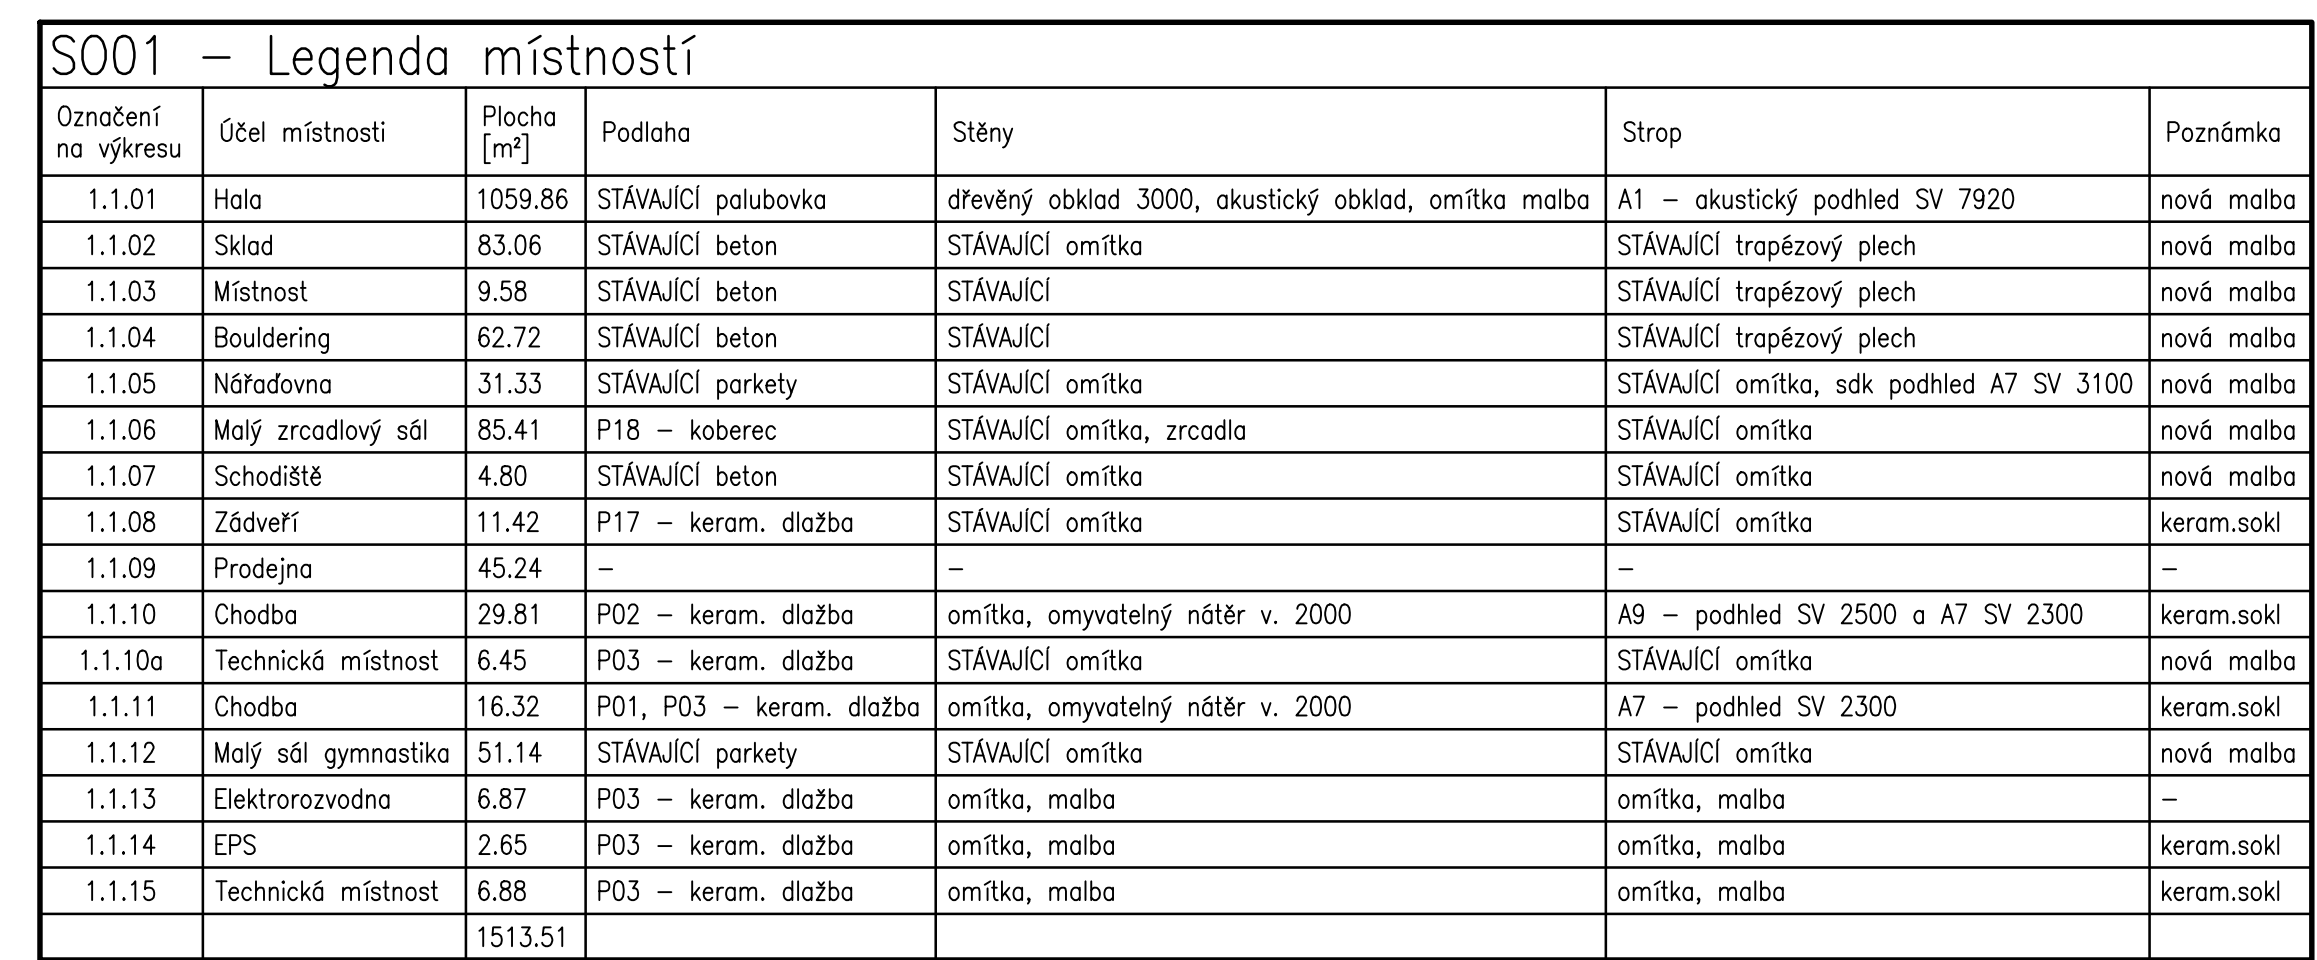 SO01 – Legenda místností
Označení na výkresu Účel místnosti Plocha [m²] Podlaha Stěny Strop Poznámka
1.1.01 Hala 1059.86 STÁVAJÍCÍ palubovka dřevěný obklad 3000, akustický obklad, omítka malba A1 – akustický podhled SV 7920 nová malba
1.1.02 Sklad 83.06 STÁVAJÍCÍ beton STÁVAJÍCÍ omítka STÁVAJÍCÍ trapézový plech nová malba
1.1.03 Místnost 9.58 STÁVAJÍCÍ beton STÁVAJÍCÍ STÁVAJÍCÍ trapézový plech nová malba
1.1.04 Bouldering 62.72 STÁVAJÍCÍ beton STÁVAJÍCÍ STÁVAJÍCÍ trapézový plech nová malba
1.1.05 Nářaďovna 31.33 STÁVAJÍCÍ parkety STÁVAJÍCÍ omítka STÁVAJÍCÍ omítka, sdk podhled A7 SV 3100 nová malba
1.1.06 Malý zrcadlový sál 85.41 P18 – koberec STÁVAJÍCÍ omítka, zrcadla STÁVAJÍCÍ omítka nová malba
1.1.07 Schodiště 4.80 STÁVAJÍCÍ beton STÁVAJÍCÍ omítka STÁVAJÍCÍ omítka nová malba
1.1.08 Zádveří 11.42 P17 – keram. dlažba STÁVAJÍCÍ omítka STÁVAJÍCÍ omítka keram.sokl
1.1.09 Prodejna 45.24 – – – –
1.1.10 Chodba 29.81 P02 – keram. dlažba omítka, omyvatelný nátěr v. 2000 A9 – podhled SV 2500 a A7 SV 2300 keram.sokl
1.1.10a Technická místnost 6.45 P03 – keram. dlažba STÁVAJÍCÍ omítka STÁVAJÍCÍ omítka nová malba
1.1.11 Chodba 16.32 P01, P03 – keram. dlažba omítka, omyvatelný nátěr v. 2000 A7 – podhled SV 2300 keram.sokl
1.1.12 Malý sál gymnastika 51.14 STÁVAJÍCÍ parkety STÁVAJÍCÍ omítka STÁVAJÍCÍ omítka nová malba
1.1.13 Elektrorozvodna 6.87 P03 – keram. dlažba omítka, malba omítka, malba –
1.1.14 EPS 2.65 P03 – keram. dlažba omítka, malba omítka, malba keram.sokl
1.1.15 Technická místnost 6.88 P03 – keram. dlažba omítka, malba omítka, malba keram.sokl
1513.51